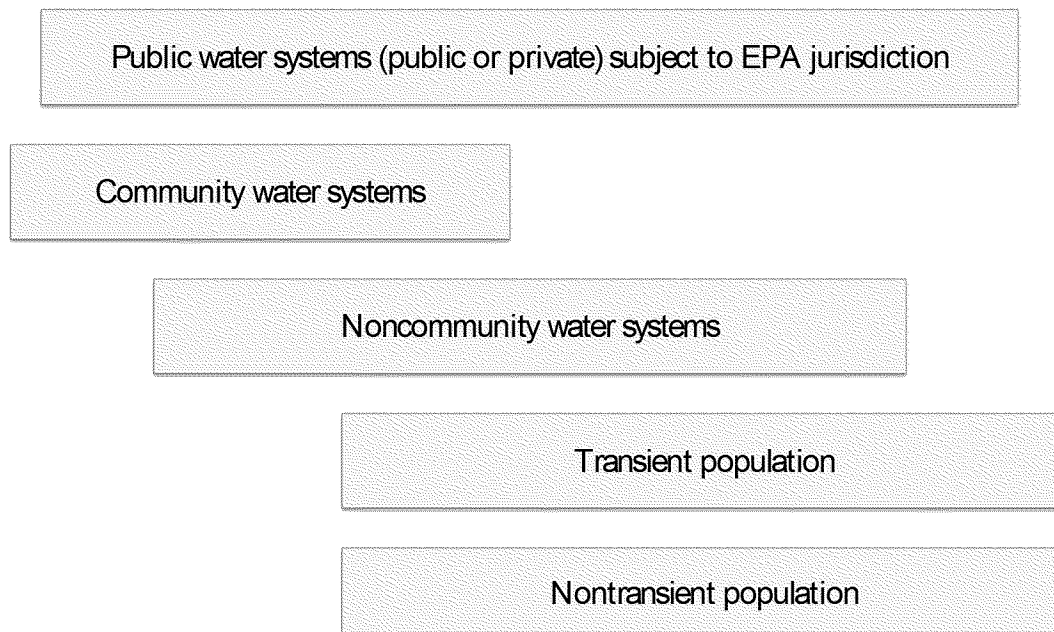 Public water systems (public or private) subject to EPA jurisdiction
Community water systems
Noncommunity water systems
Transient population
Nontransient population